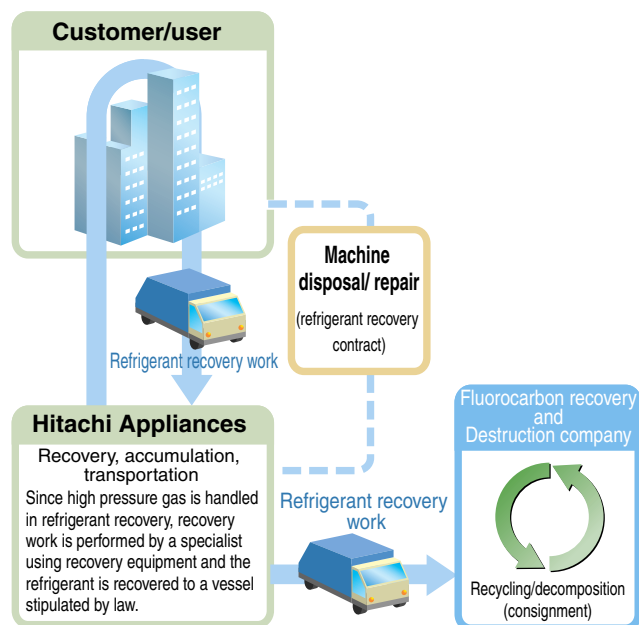 Customer/user
Machine
disposal/ repair
(refrigerant recovery
contract)
Refrigerant recovery work
Hitachi Appliances
Recovery, accumulation,
transportation
Since high pressure gas is handled
in refrigerant recovery, recovery
work is performed by a specialist
using recovery equipment and the
refrigerant is recovered to a vessel
stipulated by law.
Refrigerant recovery
work
Fluorocarbon recovery
and
Destruction company
Recycling/decomposition
(consignment)